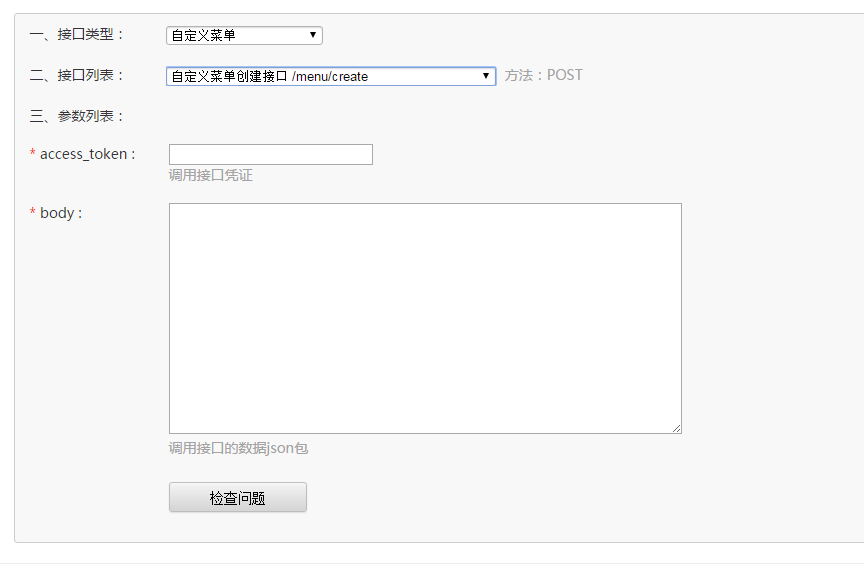 一、接口类型：
自定义菜单
二、接口列表：
自定义菜单创建接口 /menu/create
方法：POST
三、参数列表：
* access_token :
调用接口凭证
* body :
调用接口的数据json包
检查问题